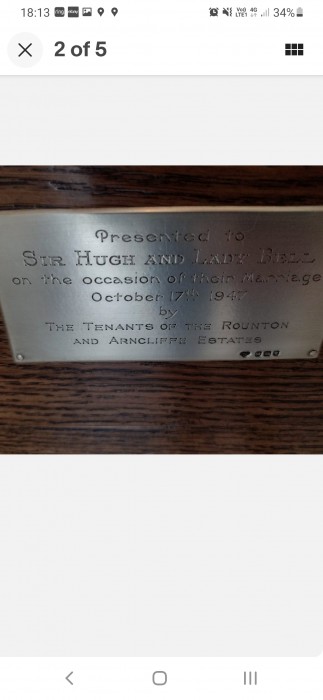 18:13
34%
2 of 5
Presented to
SIR HUGH AND LADY BELL
on the occasion of their Marriage
October 17th 1947
by
THE TENANTS OF THE ROUNTON
AND ARNCLIFFE ESTATES